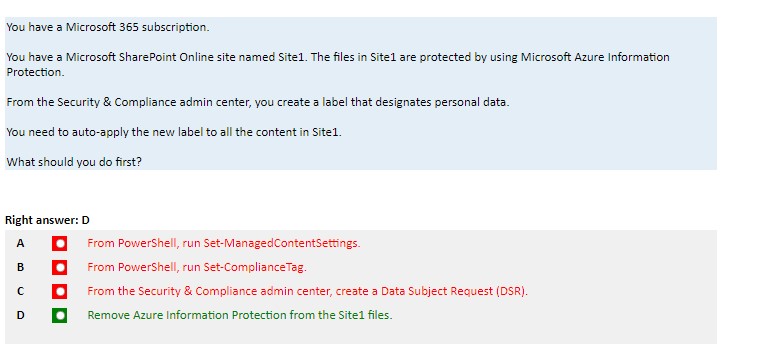 You have a Microsoft 365 subscription.
You have a Microsoft SharePoint Online site named Site1. The files in Site1 are protected by using Microsoft Azure Information
Protection.
From the Security & Compliance admin center, you create a label that designates personal data.
You need to auto-apply the new label to all the content in Site1.
What should you do first?
Right answer: D
A From PowerShell, run Set-ManagedContentSettings.
B From PowerShell, run Set-ComplianceTag.
C From the Security & Compliance admin center, create a Data Subject Request (DSR).
D Remove Azure Information Protection from the Site1 files.